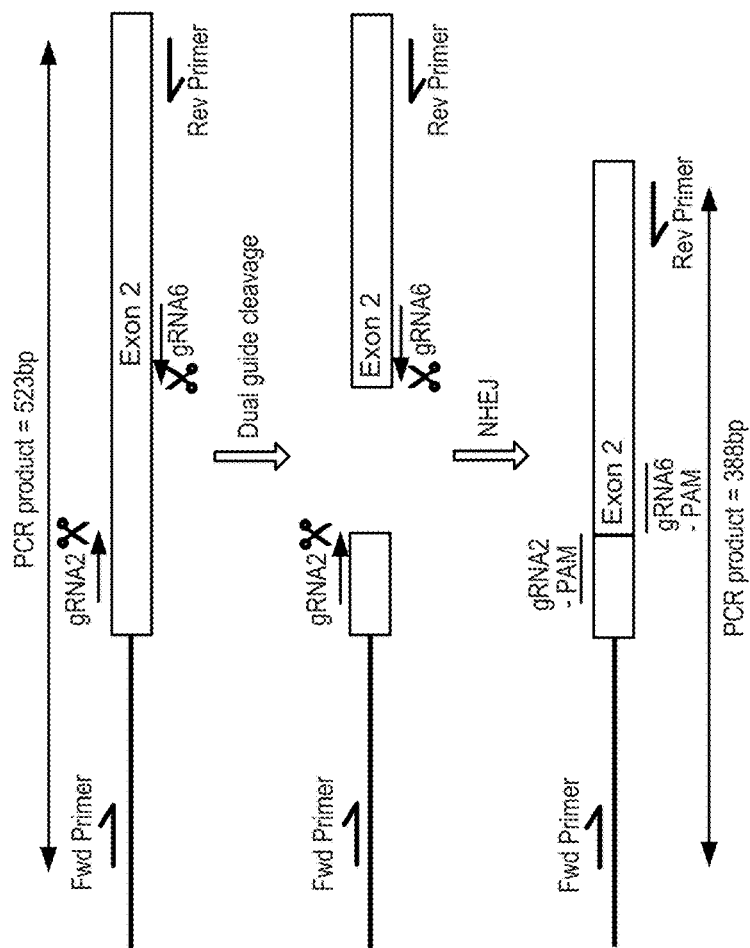 PCR product = 523bp
Fwd Primer
gRNA2
Exon 2
gRNA6
Rev Primer
Dual guide cleavage
Fwd Primer
gRNA2
Exon 2
gRNA6
Rev Primer
NHEJ
Fwd Primer
gRNA2
- PAM
Exon 2
gRNA6
- PAM
Rev Primer
PCR product = 388bp